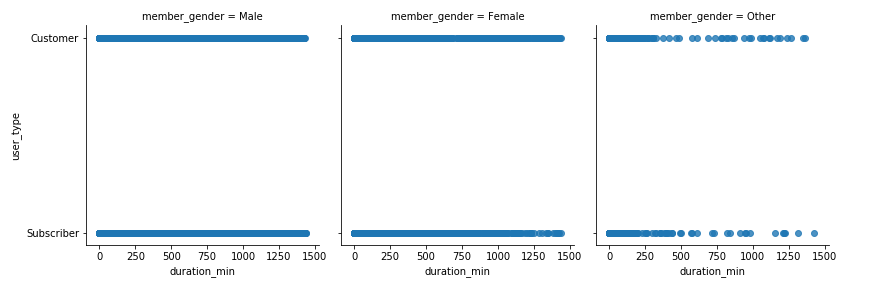 member_gender = Male
member_gender = Female
member_gender = Other
Customer
user_type
Subscriber
0 250 500 750 1000 1250 1500
0 250 500 750 1000 1250 1500
0 250 500 750 1000 1250 1500
duration_min
duration_min
duration_min